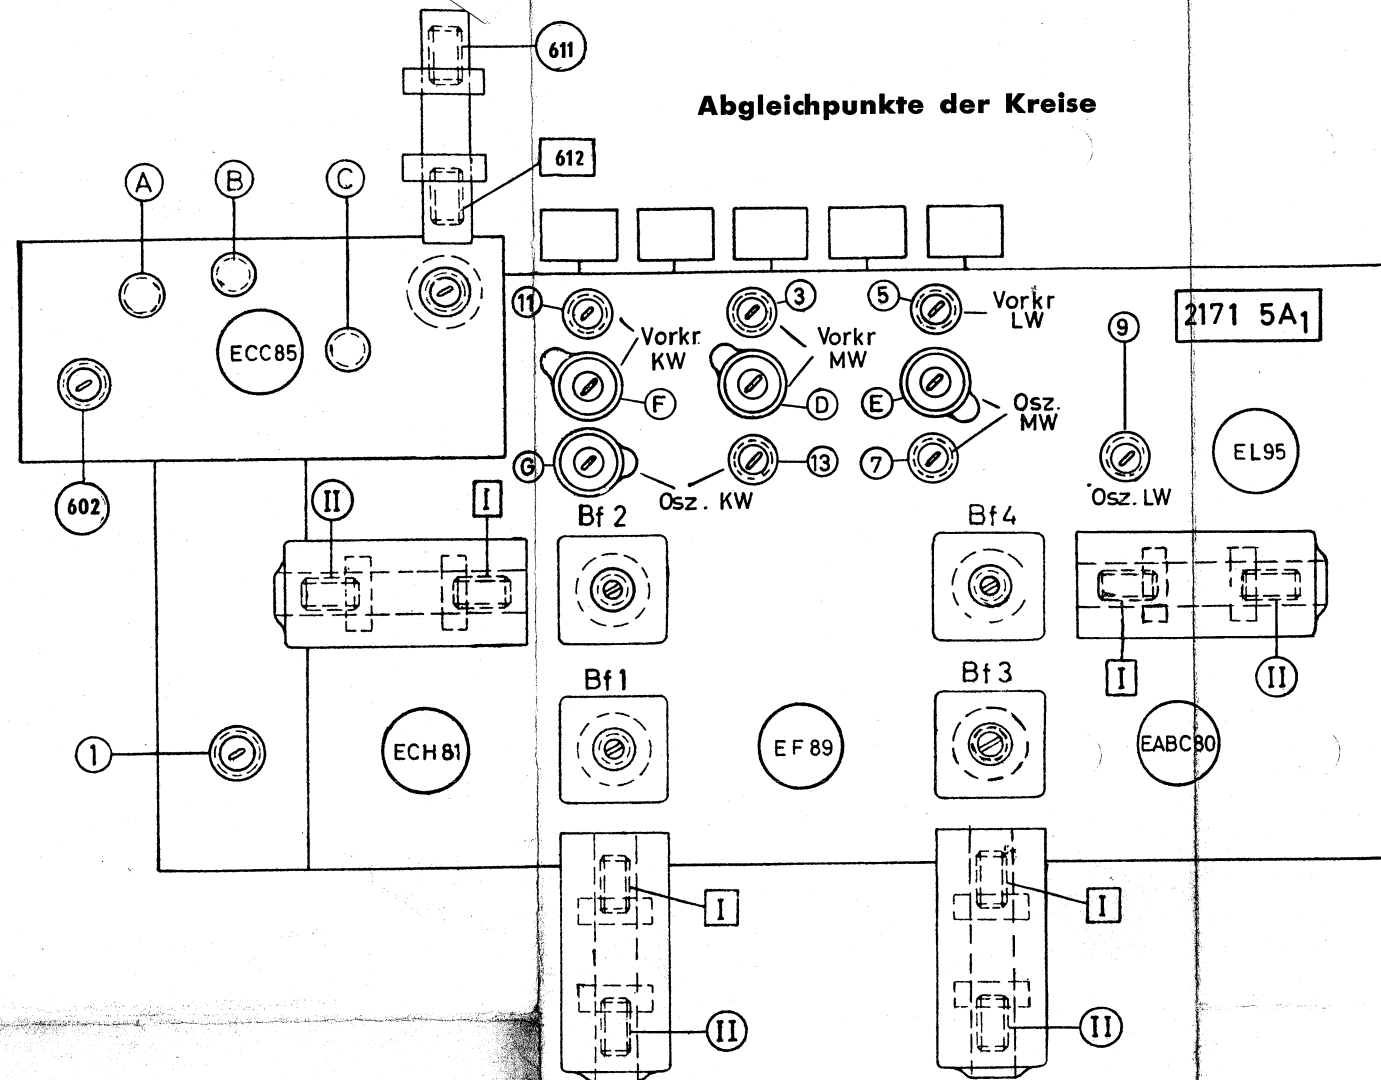 611
Abgleichpunkte der Kreise
612
A
B
C
11
3
5
Vorkr
LW
2171 5A1
9
Vorkr
KW
Vorkr
MW
ECC85
F
D
E
Osz.
MW
G
13
7
EL95
Osz. KW
Osz. LW
602
II
I
Bf 2
Bf 4
I
II
Bf 1
Bf 3
1
ECH 81
EF 89
EABC 80
I
I
II
II